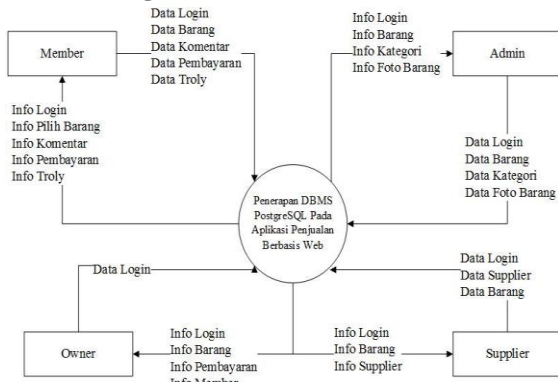 Data Login
Data Barang
Data Komentar
Data Pembayaran
Data Troly
Info Login
Info Barang
Info Kategori
Info Foto Barang
Member
Admin
Info Login
Info Pilih Barang
Info Komentar
Info Pembayaran
Info Troly
Data Login
Data Barang
Data Kategori
Data Foto Barang
Penerapan DBMS
PostgreSQL Pada
Aplikasi Penjualan
Berbasis Web
Data Login
Data Login
Data Supplier
Data Barang
Owner
Info Login
Info Barang
Info Pembayaran
Info Member
Info Login
Info Barang
Info Supplier
Supplier